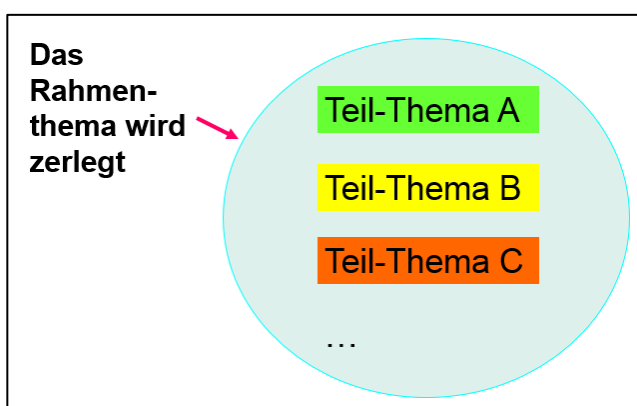 Das
Rahmen-
thema wird
zerlegt
Teil-Thema A
Teil-Thema B
Teil-Thema C
…